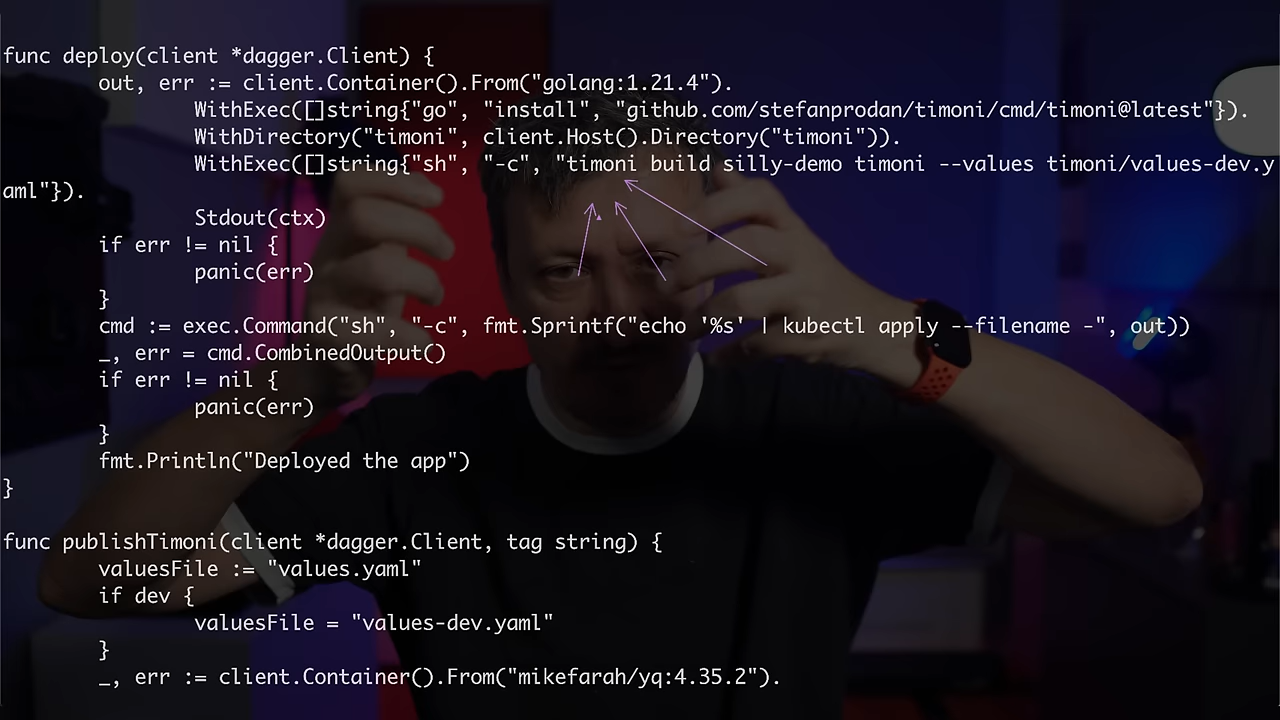 func deploy(client *dagger.Client) {
        out, err := client.Container().From("golang:1.21.4").
                WithExec([]string{"go", "install", "github.com/stefanprodan/timoni/cmd/timoni@latest"}).
                WithDirectory("timoni", client.Host().Directory("timoni")).
                WithExec([]string{"sh", "-c", "timoni build silly-demo timoni --values timoni/values-dev.y
aml"}).
                Stdout(ctx)
        if err != nil {
                panic(err)
        }
        cmd := exec.Command("sh", "-c", fmt.Sprintf("echo '%s' | kubectl apply --filename -", out))
        _, err = cmd.CombinedOutput()
        if err != nil {
                panic(err)
        }
        fmt.Println("Deployed the app")
}
func publishTimoni(client *dagger.Client, tag string) {
        valuesFile := "values.yaml"
        if dev {
                valuesFile = "values-dev.yaml"
        }
        _, err := client.Container().From("mikefarah/yq:4.35.2").